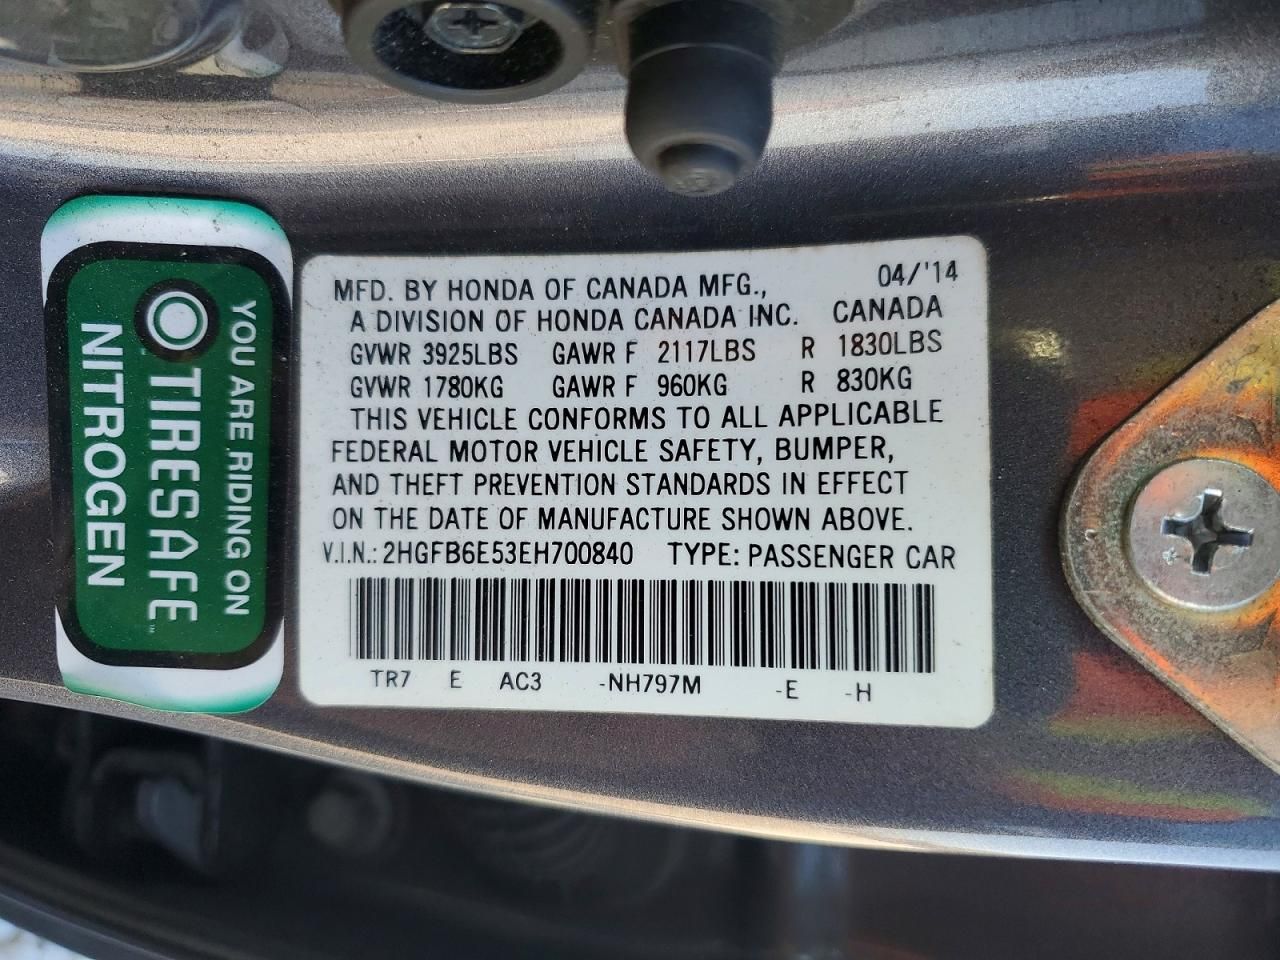 YOU ARE RIDING ON
TIRESAFE™
NITROGEN
MFD. BY HONDA OF CANADA MFG., 04/'14
A DIVISION OF HONDA CANADA INC. CANADA
GVWR 3925LBS GAWR F 2117LBS R 1830LBS
GVWR 1780KG GAWR F 960KG R 830KG
THIS VEHICLE CONFORMS TO ALL APPLICABLE
FEDERAL MOTOR VEHICLE SAFETY, BUMPER,
AND THEFT PREVENTION STANDARDS IN EFFECT
ON THE DATE OF MANUFACTURE SHOWN ABOVE.
V.I.N.: 2HGFB6E53EH700840 TYPE: PASSENGER CAR
TR7 E AC3 -NH797M -E -H